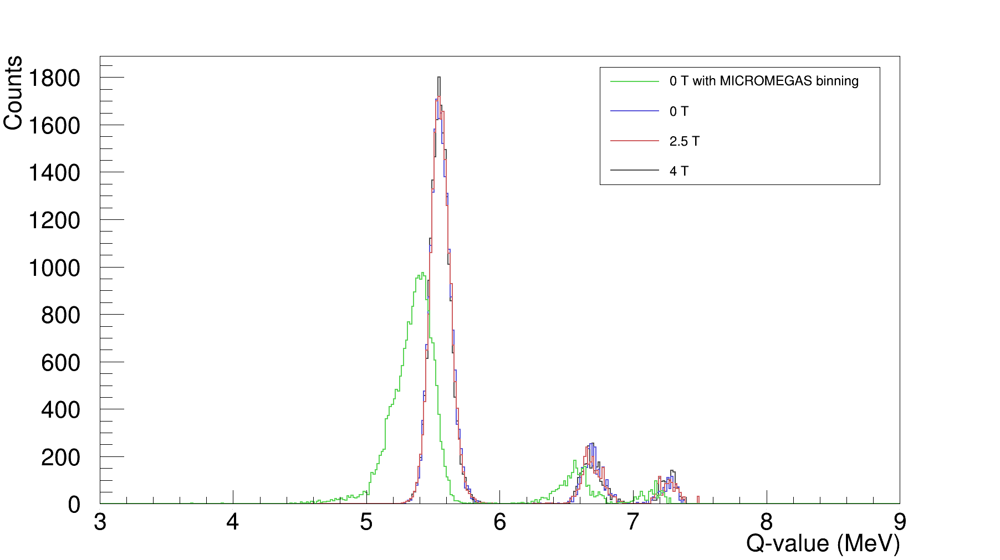 Counts
1800
1600
1400
1200
1000
800
600
400
200
0
0 T with MICROMEGAS binning
0 T
2.5 T
4 T
3 4 5 6 7 8 9
Q-value (MeV)